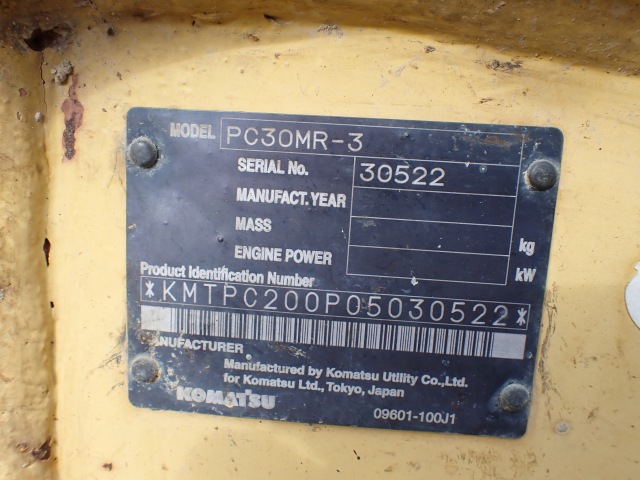 MODEL PC30MR-3
SERIAL No. 30522
MANUFACT. YEAR
MASS kg
ENGINE POWER kW
Product Identification Number
*KMTPC200P05030522*
MANUFACTURER
Manufactured by Komatsu Utility Co.,Ltd.
for Komatsu Ltd., Tokyo, Japan
KOMATSU
09601-100J1